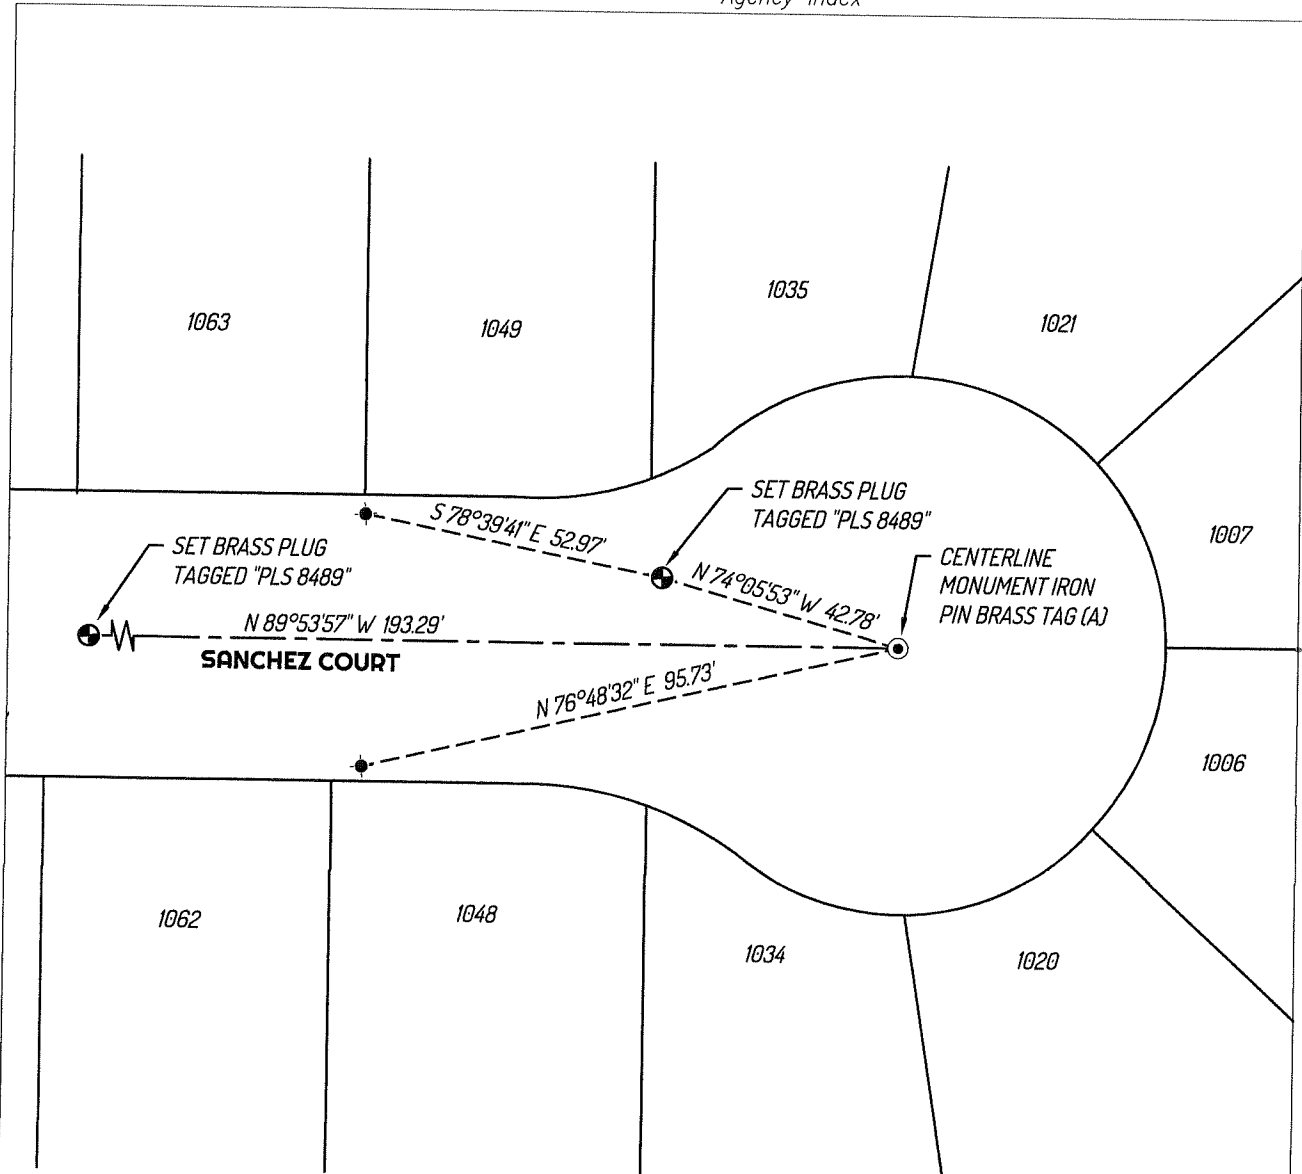 Agency Index
1035
1063
1049
1021
SET BRASS PLUG
TAGGED "PLS 8489"
S 78°39'41" E 52.97'
1007
SET BRASS PLUG
TAGGED "PLS 8489"
CENTERLINE
MONUMENT IRON
PIN BRASS TAG (A)
N 74°05'53" W 42.78'
N 89°53'57" W 193.29'
SANCHEZ COURT
N 76°48'32" E 95.73'
1006
1062
1048
1034
1020